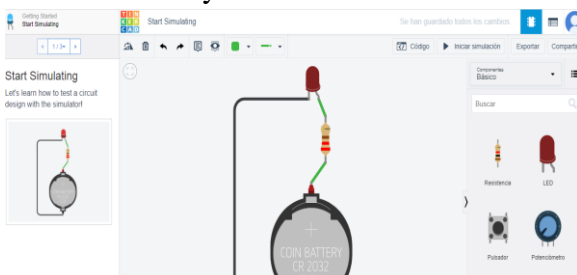 y
Getting Started
Start Simulating
TIN
KER
CAD
Start Simulating
Se han guardado todos los cambios.
1 / 3
Código
Iniciar simulación
Exportar
Compartir
Start Simulating
Let's learn how to test a circuit
design with the simulator!
Componentes
Básico
Buscar
Resistencia
LED
Pulsador
Potenciómetro
COIN BATTERY
CR 2032